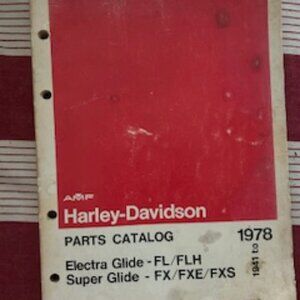 AMF
Harley-Davidson
PARTS CATALOG 1978
1941 to
Electra Glide - FL/FLH
Super Glide - FX/FXE/FXS